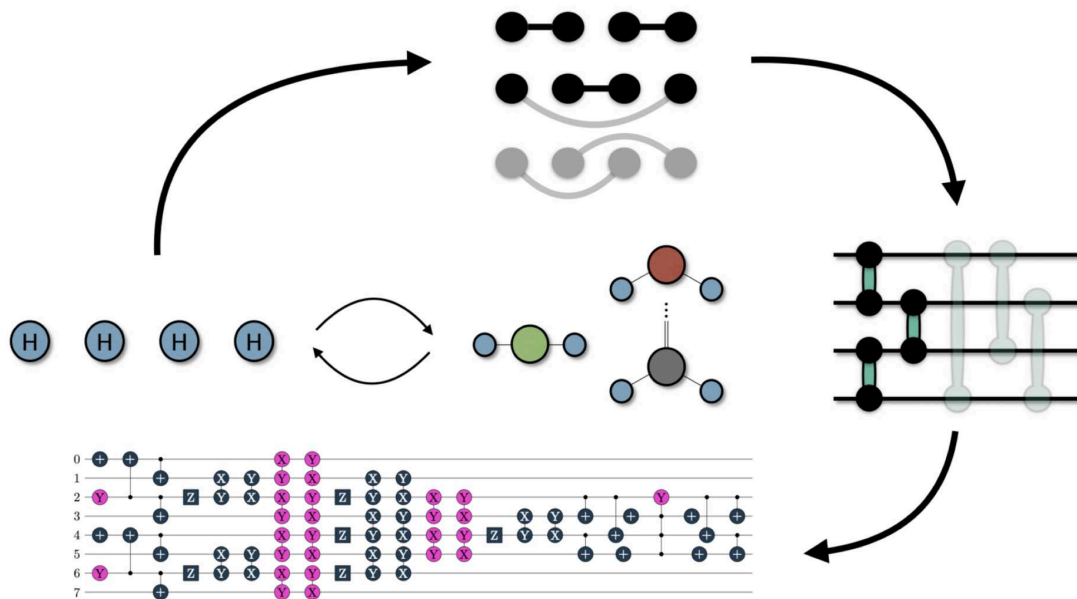 H H H H
0 + + X Y
1 + X Y Y X X Y
2 Y Z Y X X Y Z Y X X Y Y
3 + Y X X Y Y X X Y + + + +
4 + + X Y Z Y X X Y Z Y X + +
5 + X Y Y X X Y Y X + + + +
6 Y Z Y X X Y Z Y X
7 + Y X